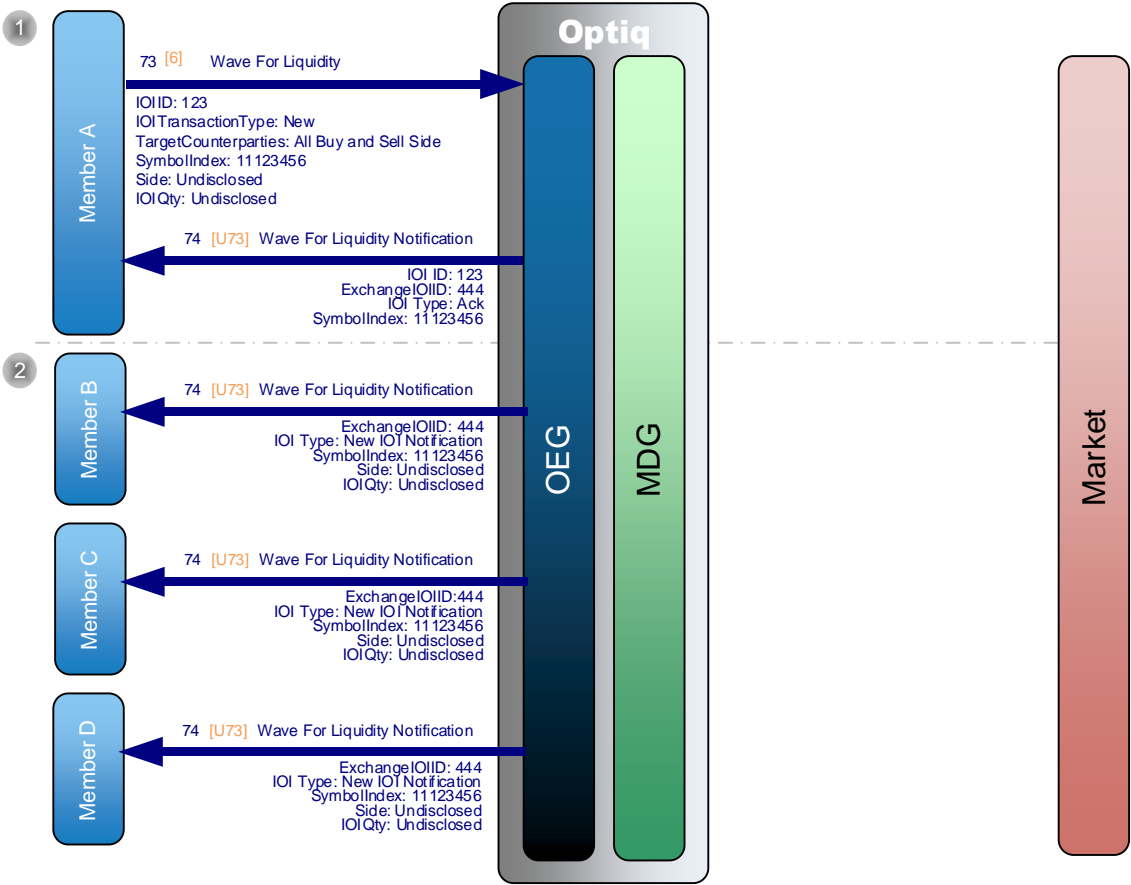 1
Optiq
73 [6] Wave For Liquidity
IOIID: 123
IOITransactionType: New
TargetCounterparties: All Buy and Sell Side
SymbolIndex: 11123456
Side: Undisclosed
IOIQty: Undisclosed
Member A
74 [U73] Wave For Liquidity Notification
IOI ID: 123
ExchangeIOIID: 444
IOI Type: Ack
SymbolIndex: 11123456
2
Member B
74 [U73] Wave For Liquidity Notification
ExchangeIOIID: 444
IOI Type: New IOI Notification
SymbolIndex: 11123456
Side: Undisclosed
IOIQty: Undisclosed
OEG
MDG
Market
Member C
74 [U73] Wave For Liquidity Notification
ExchangeIOIID:444
IOI Type: New IOI Notification
SymbolIndex: 11123456
Side: Undisclosed
IOIQty: Undisclosed
Member D
74 [U73] Wave For Liquidity Notification
ExchangeIOIID: 444
IOI Type: New IOI Notification
SymbolIndex: 11123456
Side: Undisclosed
IOIQty: Undisclosed